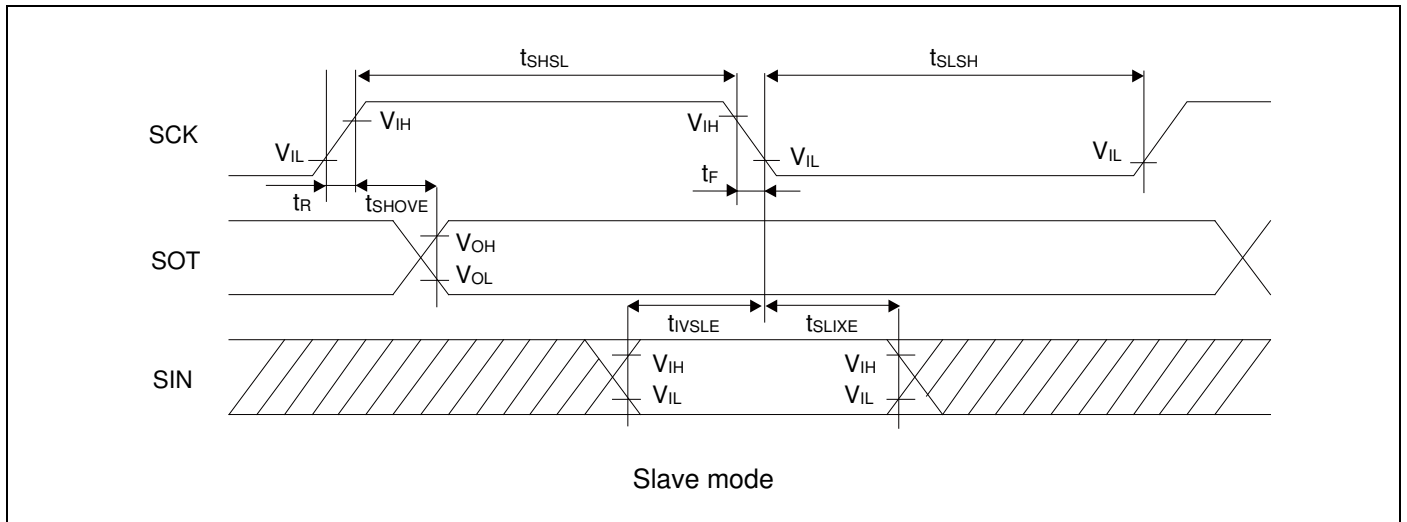 tSHSL
tSLSH
SCK
VIH
VIH
VIL
VIL
VIL
tF
tR
tSHOVE
SOT
VOH
VOL
tIVSLE
tSLIXE
SIN
VIH
VIH
VIL
VIL
Slave mode